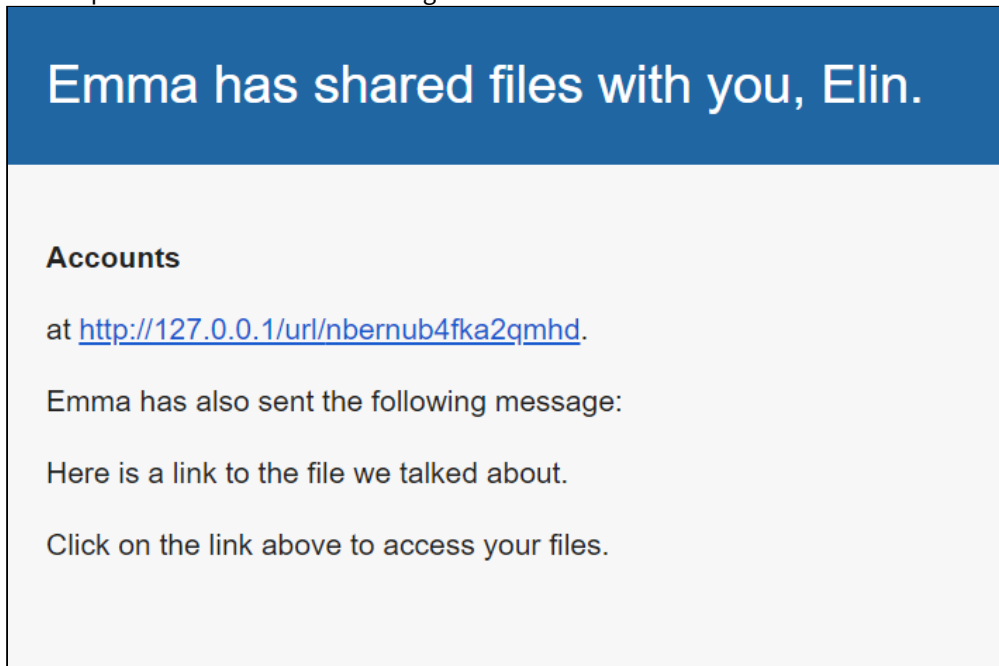 Emma has shared files with you, Elin.
Accounts
at http://127.0.0.1/url/nbernub4fka2qmhd.
Emma has also sent the following message:
Here is a link to the file we talked about.
Click on the link above to access your files.